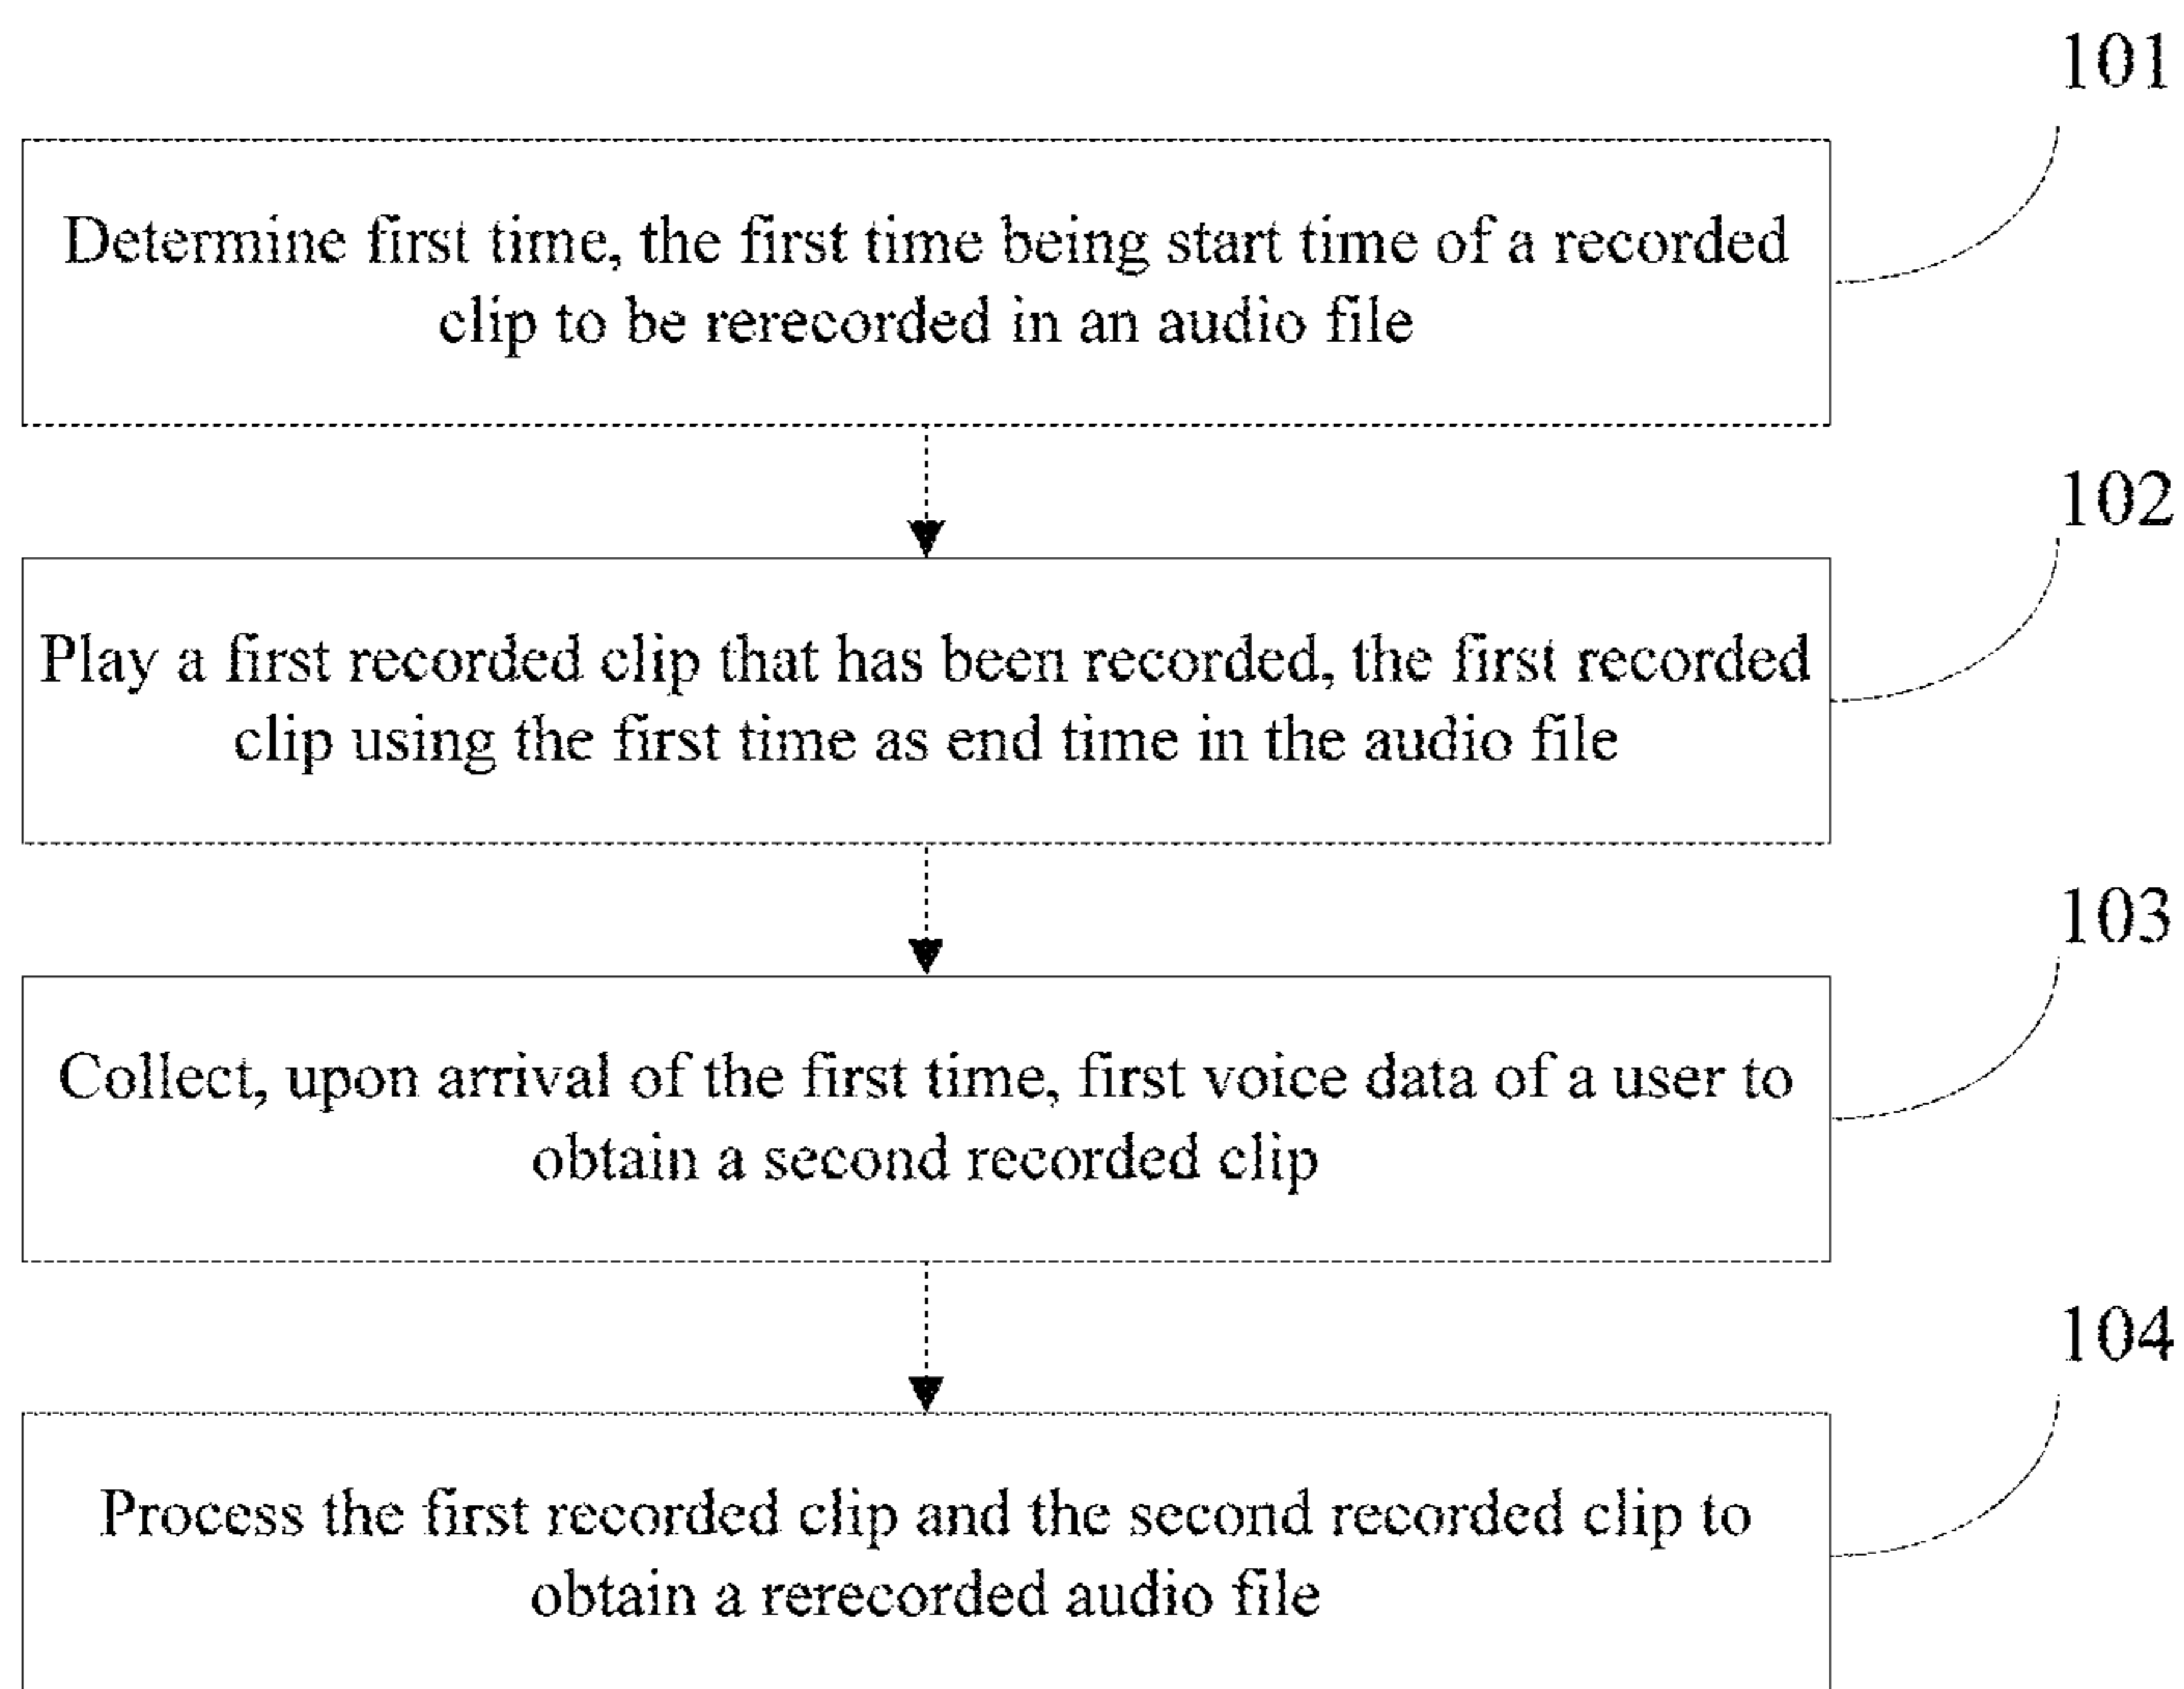 101
Determine first time, the first time being start time of a recorded
clip to be rerecorded in an audio file
102
Play a first recorded clip that has been recorded, the first recorded
clip using the first time as end time in the audio file
103
Collect, upon arrival of the first time, first voice data of a user to
obtain a second recorded clip
104
Process the first recorded clip and the second recorded clip to
obtain a rerecorded audio file